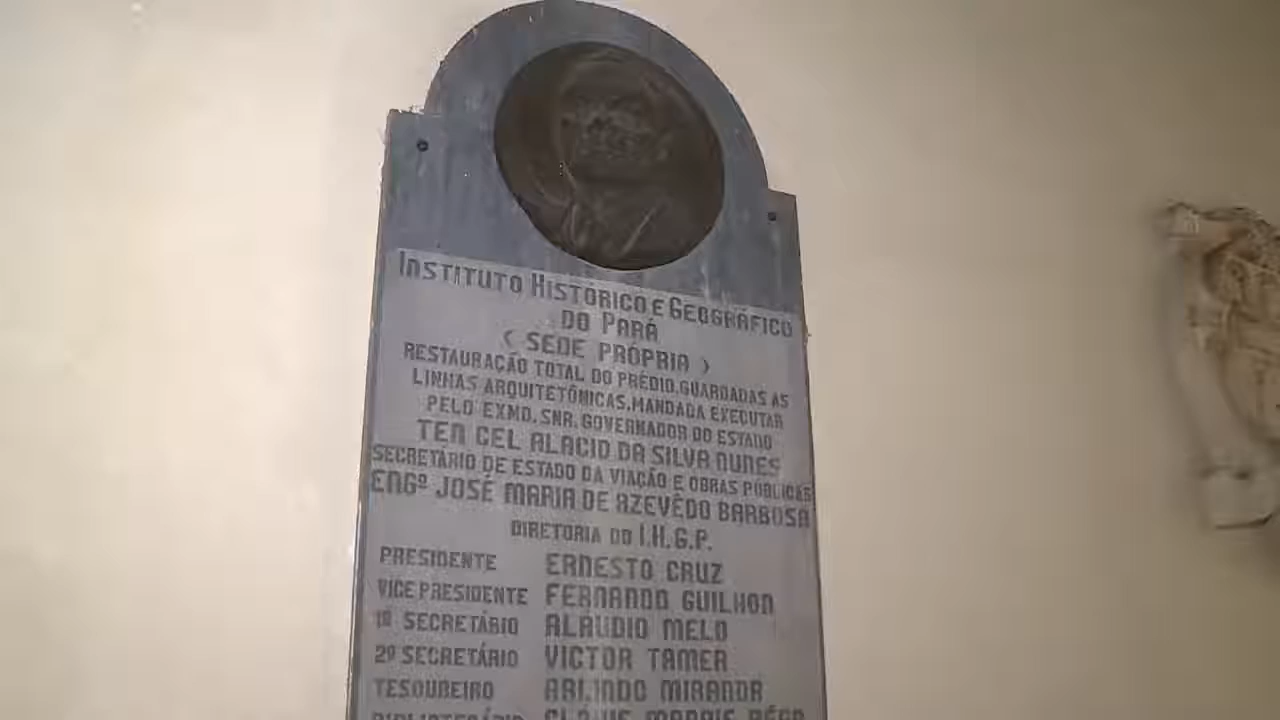 INSTITUTO HISTÓRICO E GEOGRÁFICO
DO PARÁ
( SEDE PRÓPRIA )
RESTAURAÇÃO TOTAL DO PRÉDIO, GUARDADAS AS
LINHAS ARQUITETÔNICAS, MANDADA EXECUTAR
PELO EXMO. SNR. GOVERNADOR DO ESTADO
TEN CEL ALACID DA SILVA NUNES
SECRETÁRIO DE ESTADO DA VIAÇÃO E OBRAS PÚBLICAS
ENGº JOSÉ MARIA DE AZEVÊDO BARBOSA
DIRETORIA DO I.H.G.P.
PRESIDENTE ERNESTO CRUZ
VICE PRESIDENTE FERNANDO GUILHON
1º SECRETÁRIO ALAUDIO MELO
2º SECRETÁRIO VICTOR TAMER
TESOUREIRO ARLINDO MIRANDA
BIBLIOTECÁRIO